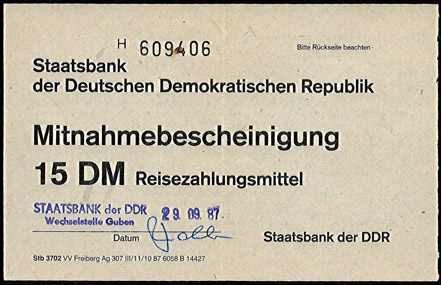 H 609406
Bitte Rückseite beachten
Staatsbank
der Deutschen Demokratischen Republik
Mitnahmebescheinigung
15 DM Reisezahlungsmittel
STAATSBANK der DDR 29. 09. 87
Wechselstelle Guben
Datum
Staatsbank der DDR
Stb 3702 VV Freiberg Ag 307 III/11/10 87 6058 B 14427